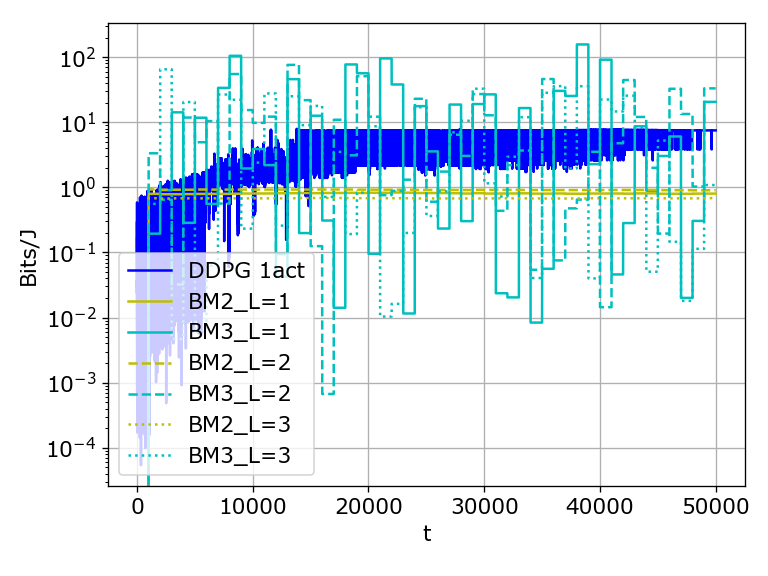 10²
10¹
10⁰
10⁻¹
10⁻²
10⁻³
10⁻⁴
Bits/J
DDPG 1act
BM2_L=1
BM3_L=1
BM2_L=2
BM3_L=2
BM2_L=3
BM3_L=3
0 10000 20000 30000 40000 50000
t